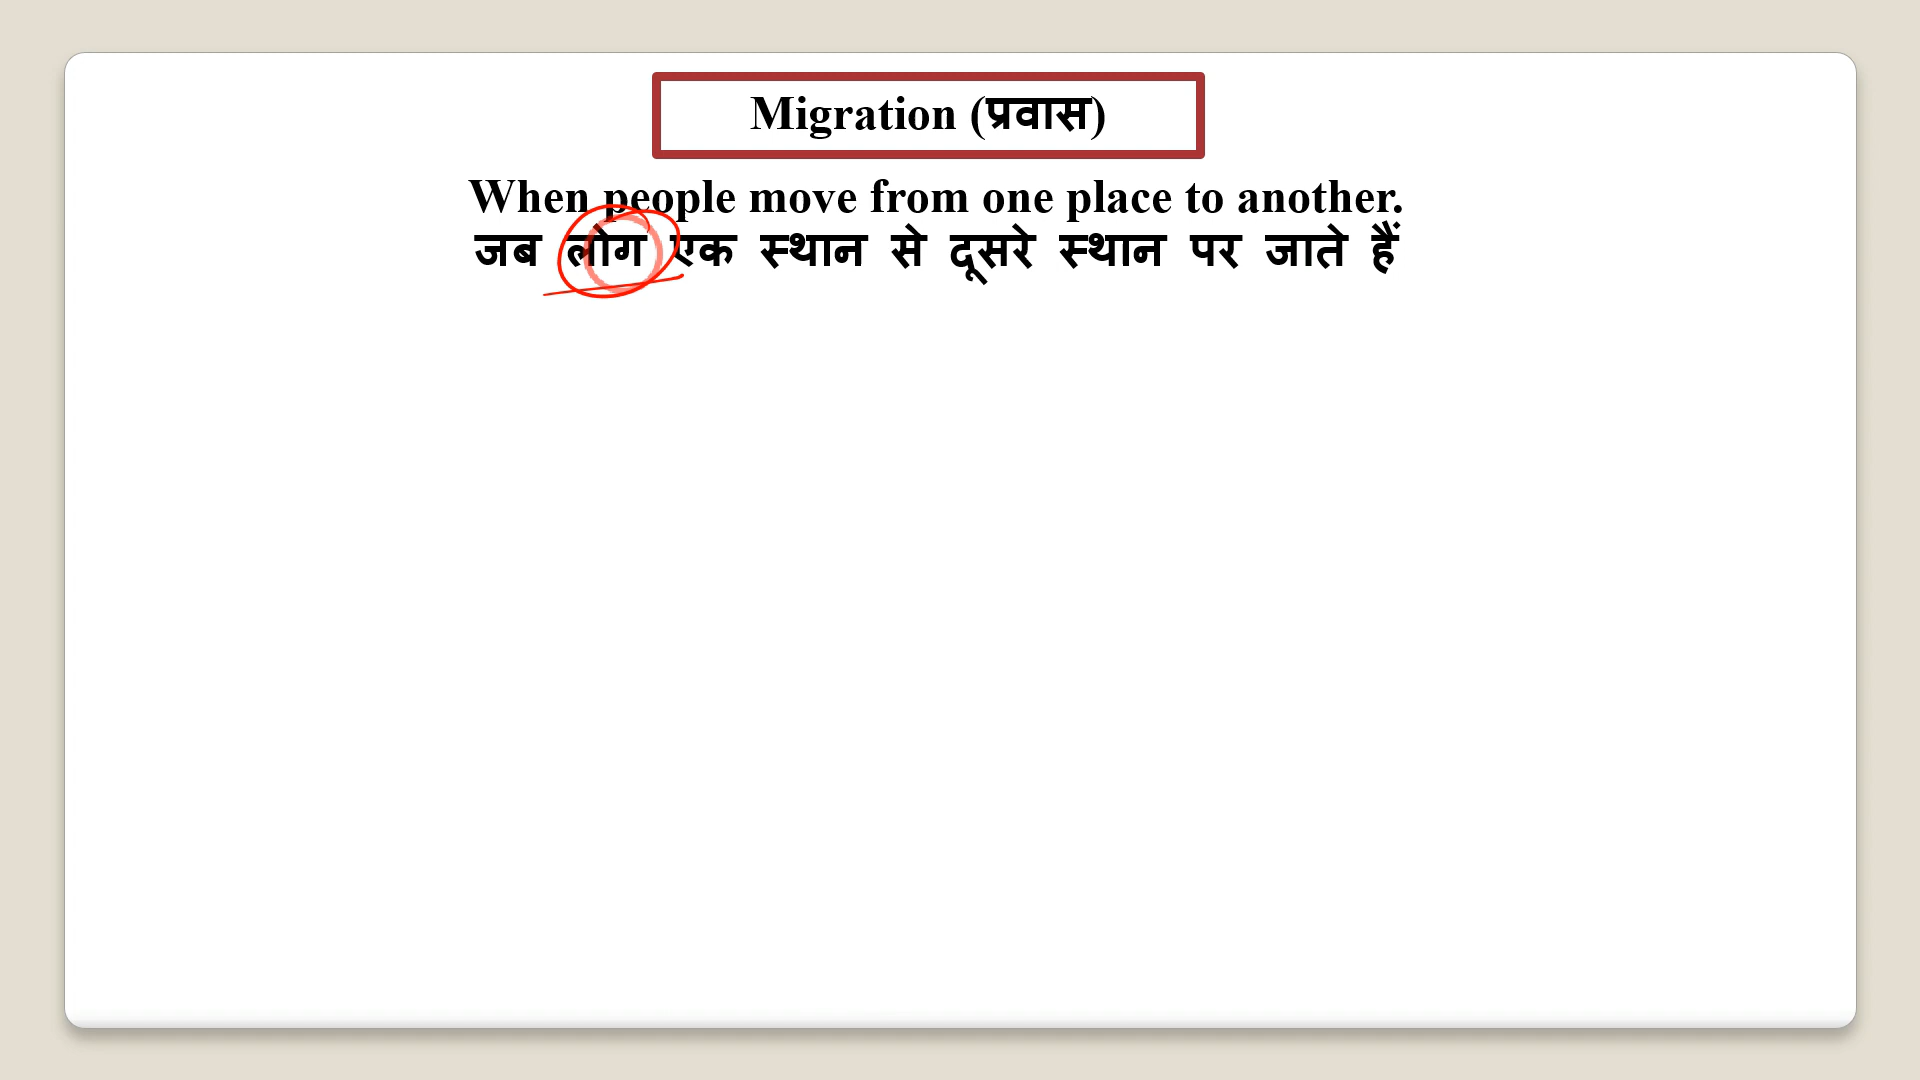 Migration (प्रवास)
When people move from one place to another.
जब लोग एक स्थान से दूसरे स्थान पर जाते हैं